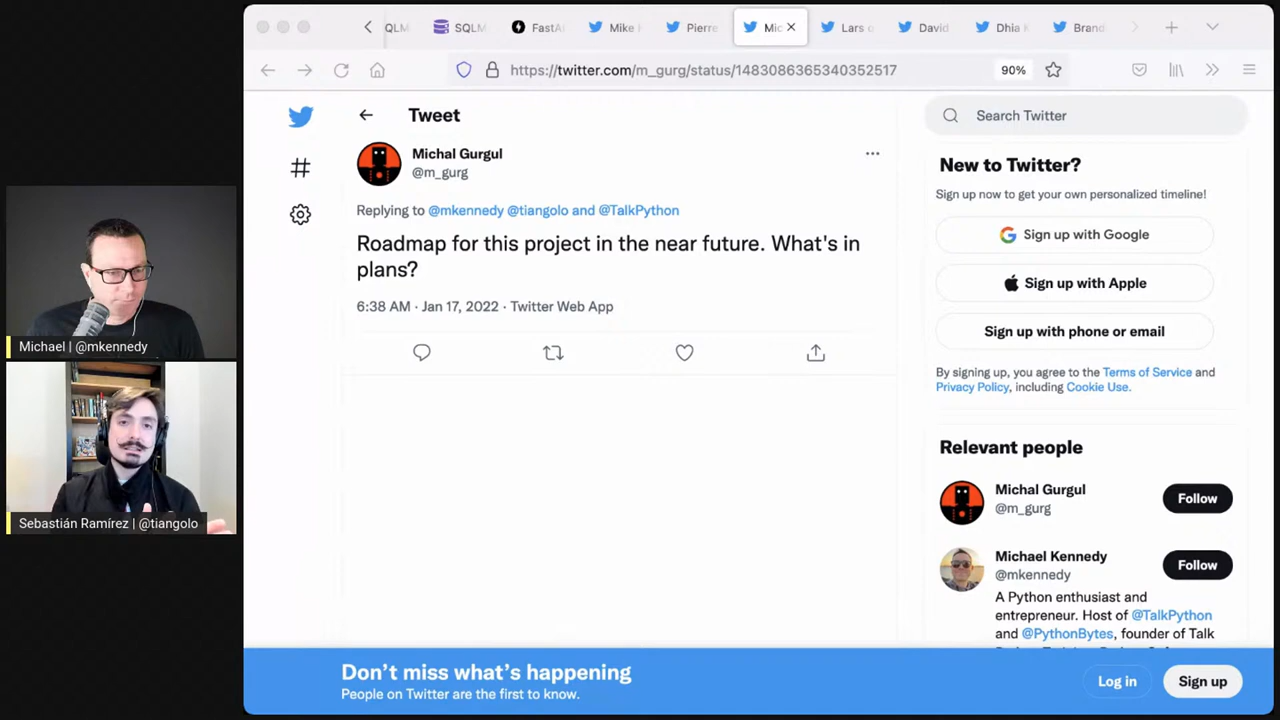 QLM
SQLM
FastA
Mike
Pierre
Mic
Lars o
David
Dhia
Brand
https://twitter.com/m_gurg/status/1483086365340352517
90%
Tweet
Michal Gurgul
@m_gurg
Replying to @mkennedy @tiangolo and @TalkPython
Roadmap for this project in the near future. What's in
plans?
6:38 AM · Jan 17, 2022 · Twitter Web App
Search Twitter
New to Twitter?
Sign up now to get your own personalized timeline!
Sign up with Google
Sign up with Apple
Sign up with phone or email
By signing up, you agree to the Terms of Service and
Privacy Policy, including Cookie Use.
Relevant people
Michal Gurgul
@m_gurg
Follow
Michael Kennedy
@mkennedy
Follow
A Python enthusiast and
entrepreneur. Host of @TalkPython
and @PythonBytes, founder of Talk
Don't miss what's happening
People on Twitter are the first to know.
Log in
Sign up
Michael | @mkennedy
Sebastián Ramírez | @tiangolo